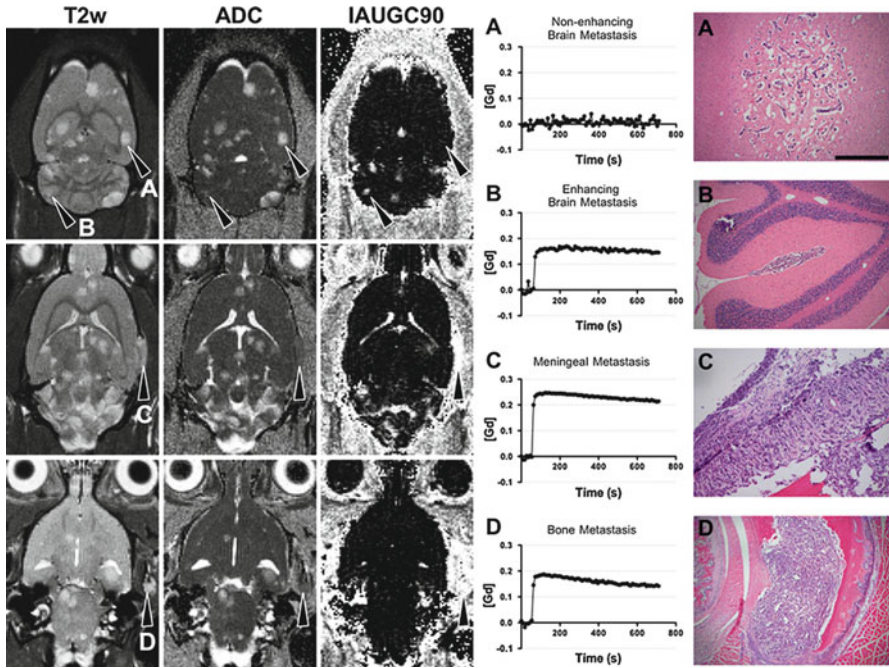 T2w ADC IAUGC90
A
B
C
D
A
Non-enhancing
Brain Metastasis
[Gd]
0.3
0.2
0.1
0.0
-0.1
200 400 600 800
Time (s)
B
Enhancing
Brain Metastasis
[Gd]
0.3
0.2
0.1
0.0
-0.1
200 400 600 800
Time (s)
C
Meningeal Metastasis
[Gd]
0.3
0.2
0.1
0.0
-0.1
200 400 600 800
Time (s)
D
Bone Metastasis
[Gd]
0.3
0.2
0.1
0.0
-0.1
200 400 600 800
Time (s)
A
B
C
D